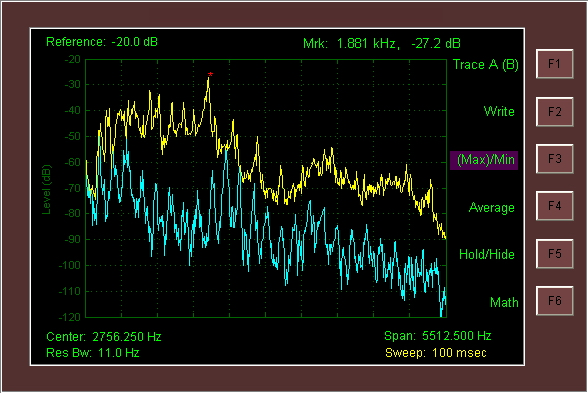 Reference: -20.0 dB
Mrk: 1.881 kHz, -27.2 dB
-20
-30
-40
-50
-60
-70
-80
-90
-100
-110
-120
Level (dB)
Trace A (B)
F1
Write
F2
(Max)/Min
F3
Average
F4
Hold/Hide
F5
Math
F6
Center: 2756.250 Hz
Span: 5512.500 Hz
Res Bw: 11.0 Hz
Sweep: 100 msec